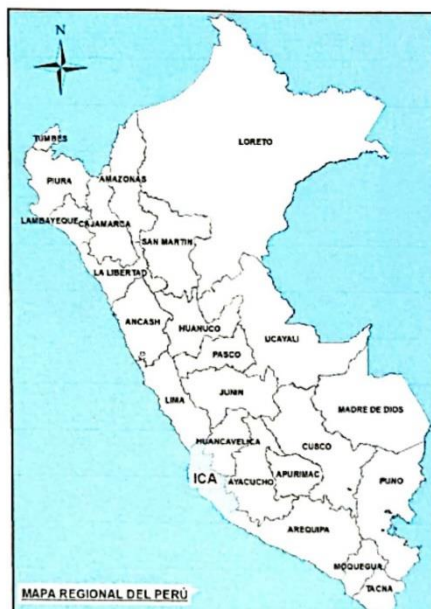 N
LORETO
TUMBES
PIURA
AMAZONAS
LAMBAYEQUE
CAJAMARCA
SAN MARTIN
LA LIBERTAD
ANCASH
HUANUCO
UCAYALI
PASCO
LIMA
JUNIN
MADRE DE DIOS
HUANCAVELICA
CUSCO
ICA
AYACUCHO
APURIMAC
PUNO
AREQUIPA
MOQUEGUA
TACNA
MAPA REGIONAL DEL PERÚ